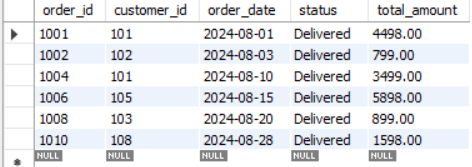 order_id customer_id order_date status total_amount
1001 101 2024-08-01 Delivered 4498.00
1002 102 2024-08-03 Delivered 799.00
1004 101 2024-08-10 Delivered 3499.00
1006 105 2024-08-15 Delivered 5898.00
1008 103 2024-08-20 Delivered 899.00
1010 108 2024-08-28 Delivered 1598.00
NULL NULL NULL NULL NULL